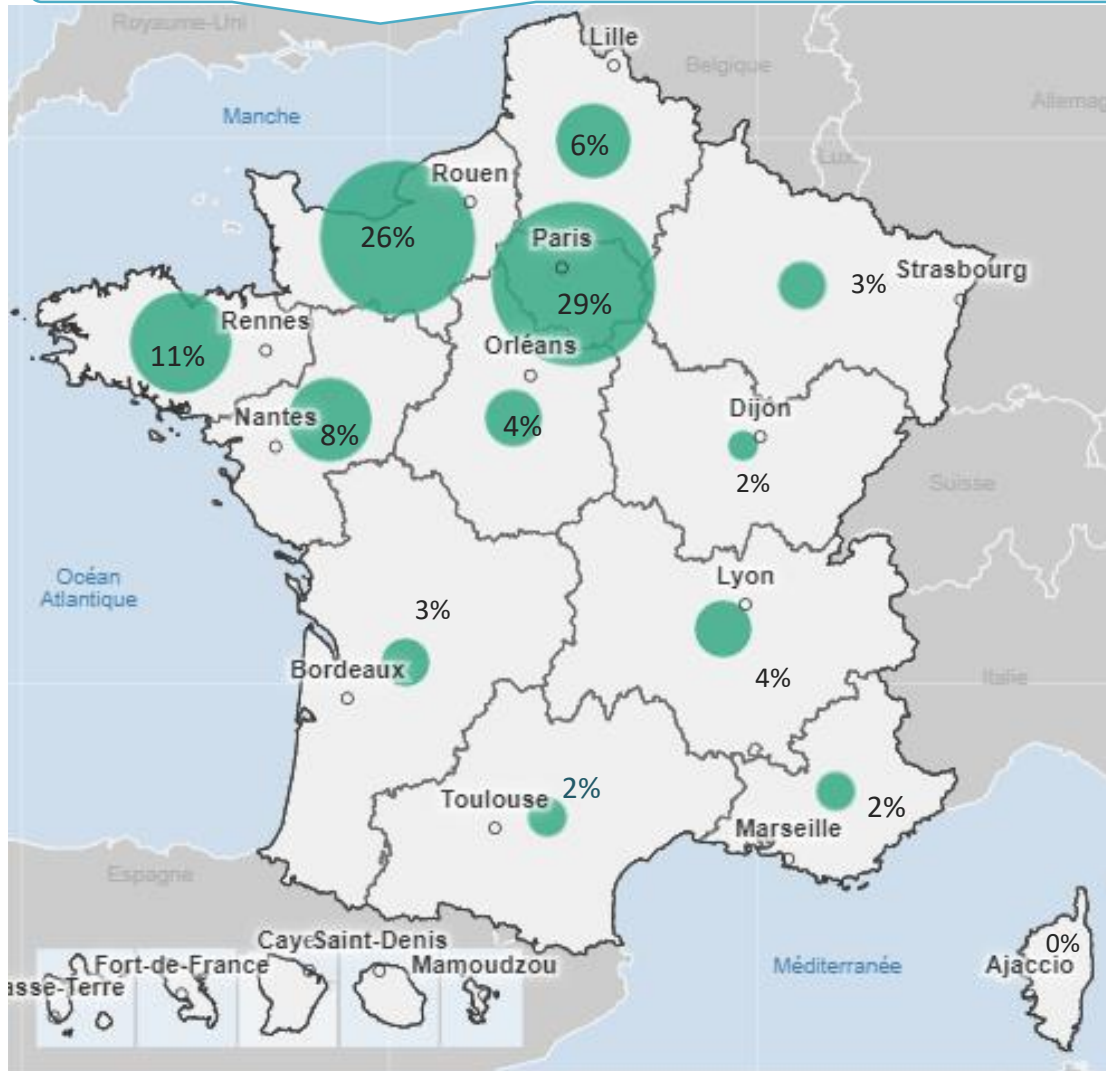 Royaume-Uni
Lille
Belgique
Allemag
Manche
6%
Lux.
Rouen
26%
Paris
Strasbourg
3%
29%
Rennes
11%
Orléans
Nantes
8%
4%
Dijon
2%
Suisse
Océan
Atlantique
Lyon
3%
Bordeaux
4%
Italie
2%
Toulouse
2%
Marseille
Espagne
Caye
Saint-Denis
0%
Fort-de-France
Mamoudzou
Méditerranée
Ajaccio
asse-Terre